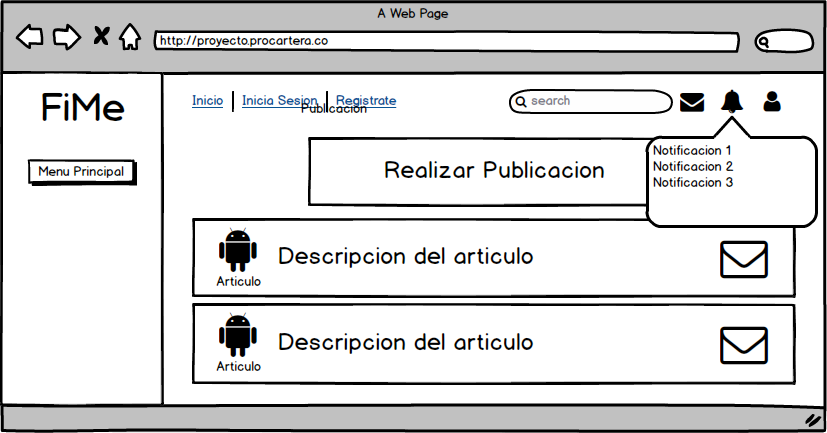 A Web Page
http://proyecto.procartera.co
FiMe
Inicio
Inicia Sesion
Registrate
search
Publicacion
Menu Principal
Realizar Publicacion
Notificacion 1
Notificacion 2
Notificacion 3
Descripcion del articulo
Articulo
Descripcion del articulo
Articulo